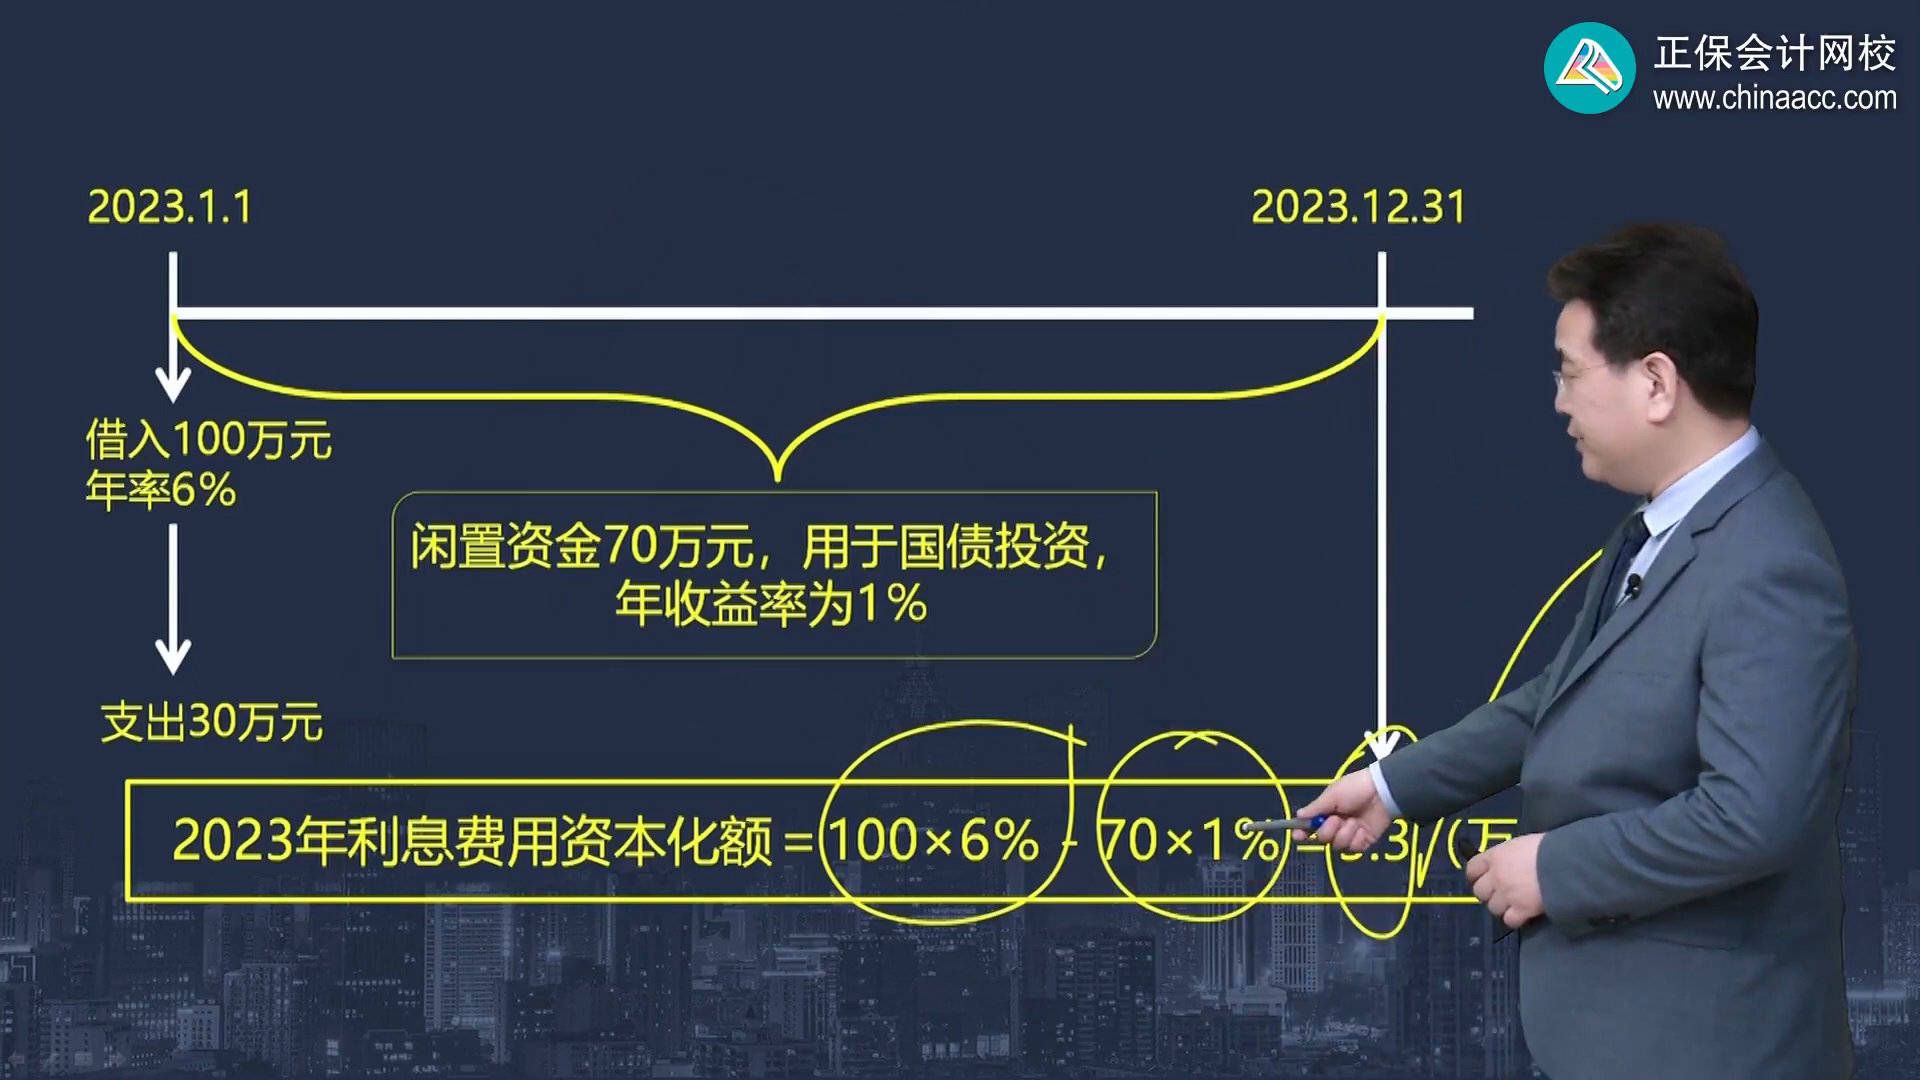 正保会计网校
www.chinaacc.com
2023.1.1
2023.12.31
借入100万元
年率6%
闲置资金70万元，用于国债投资，
年收益率为1%
支出30万元
2023年利息费用资本化额＝100×6%－70×1%＝5.3（万